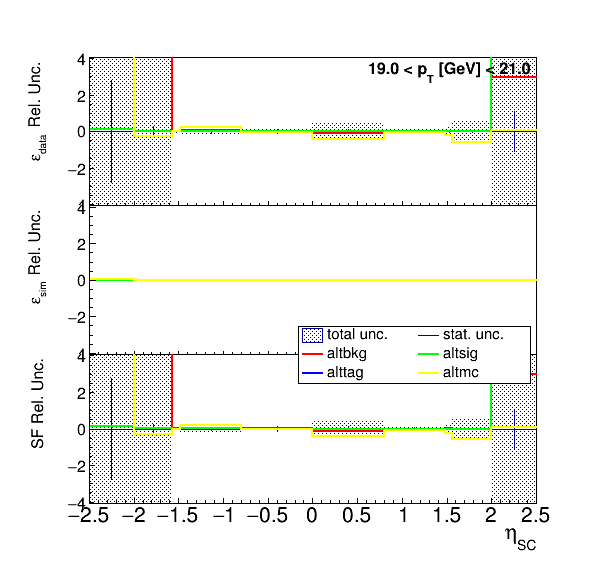 19.0 < p_T [GeV] < 21.0
ε_data Rel. Unc.
4
2
0
−2
ε_sim Rel. Unc.
4
2
0
−2
total unc. stat. unc.
altbkg altsig
alttag altmc
SF Rel. Unc.
4
2
0
−2
−4
−2.5 −2 −1.5 −1 −0.5 0 0.5 1 1.5 2 2.5
η_SC